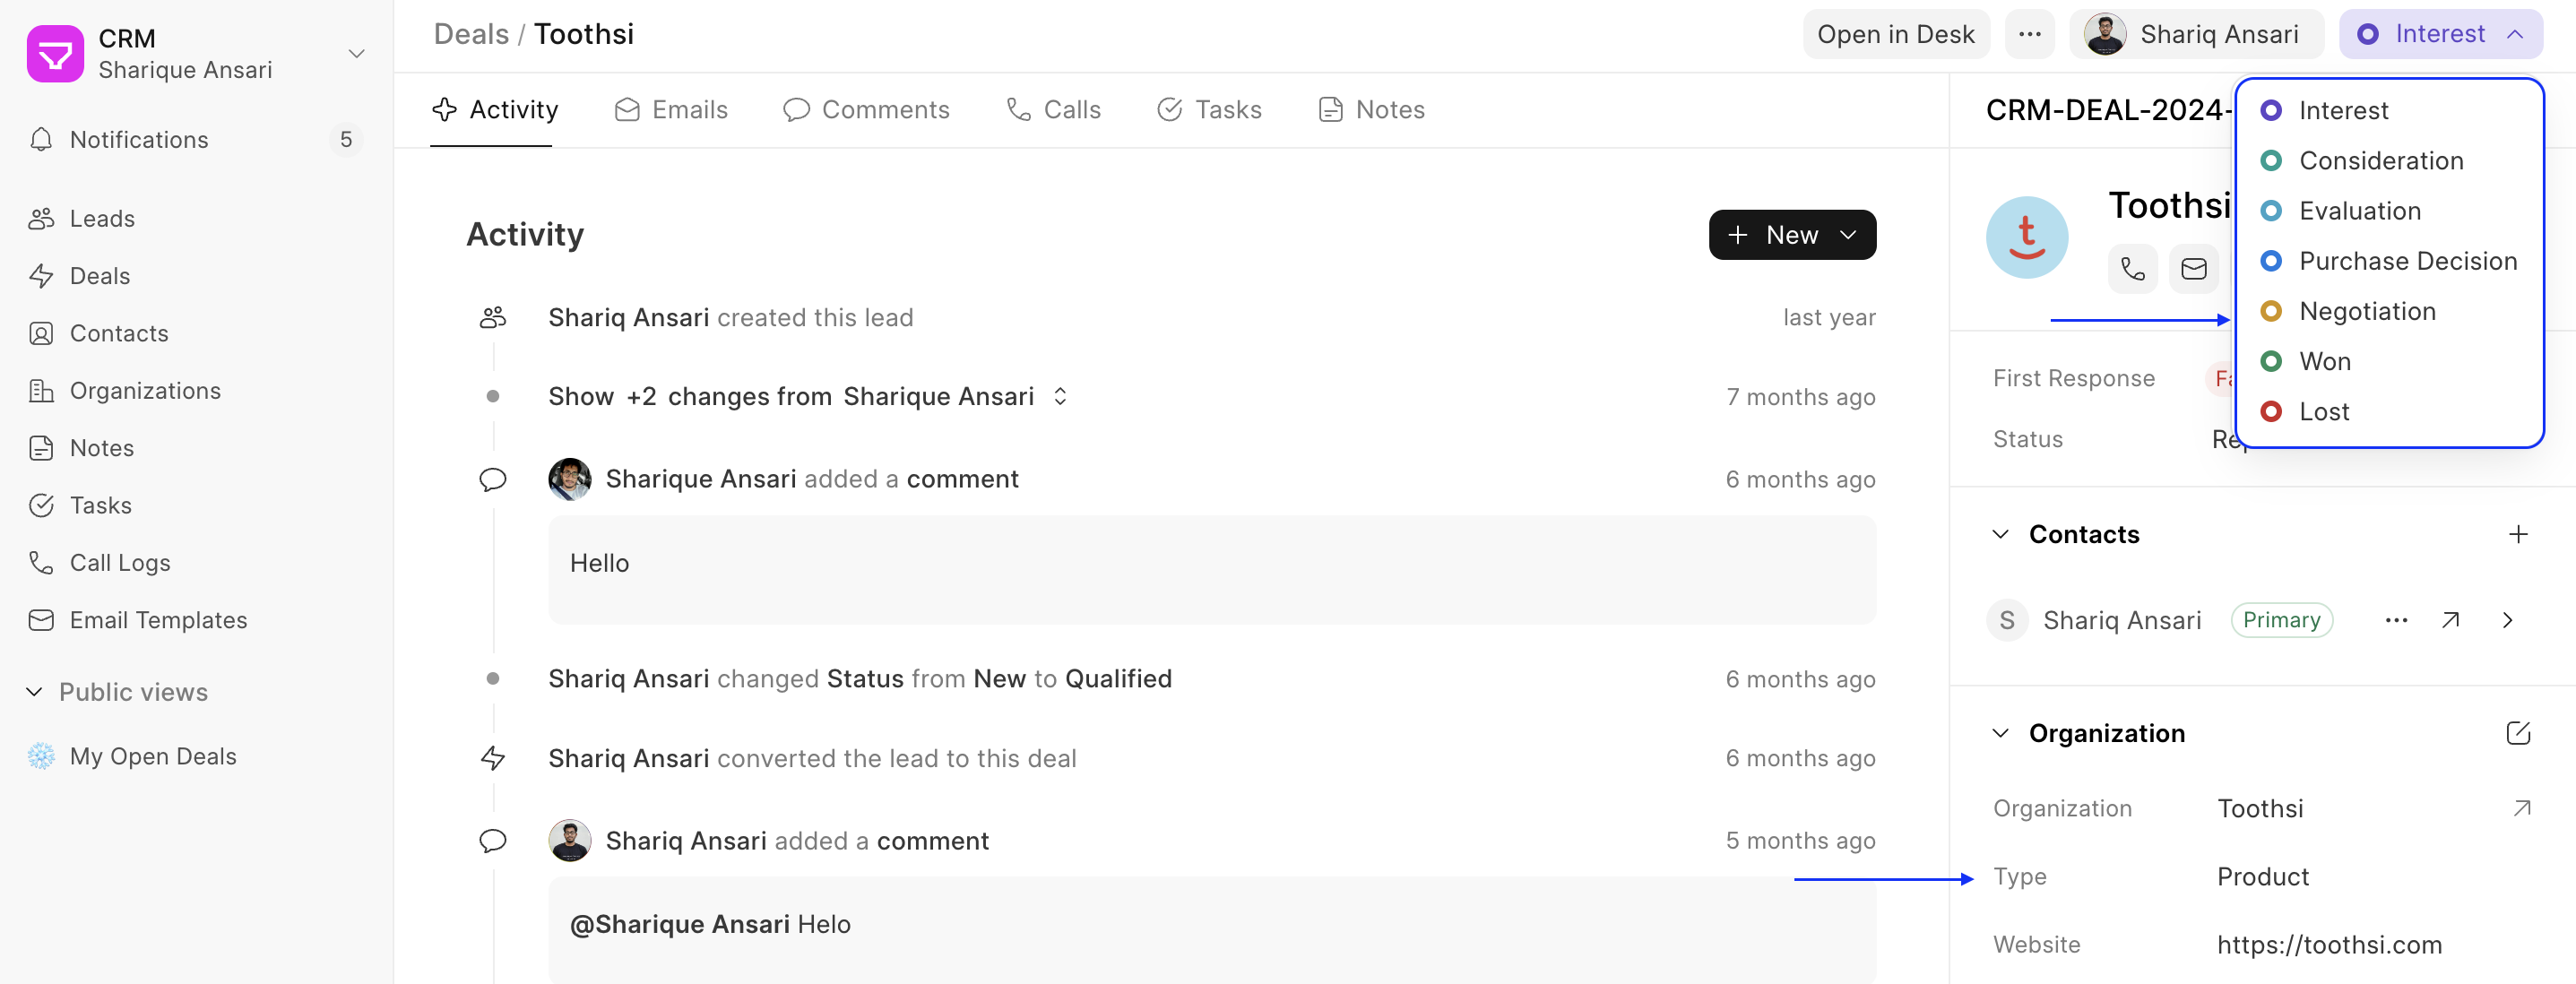 CRM
Sharique Ansari
Notifications 5
Leads
Deals
Contacts
Organizations
Notes
Tasks
Call Logs
Email Templates
Public views
My Open Deals
Deals / Toothsi
Open in Desk ... Shariq Ansari Interest
Activity Emails Comments Calls Tasks Notes
Activity
+ New
Shariq Ansari created this lead last year
Show +2 changes from Sharique Ansari 7 months ago
Sharique Ansari added a comment 6 months ago
Hello
Shariq Ansari changed Status from New to Qualified 6 months ago
Shariq Ansari converted the lead to this deal 6 months ago
Shariq Ansari added a comment 5 months ago
@Sharique Ansari Helo
CRM-DEAL-2024-
t
Toothsi
Interest
Consideration
Evaluation
Purchase Decision
Negotiation
Won
Lost
First Response
Status
Contacts
S Shariq Ansari Primary
Organization
Organization Toothsi
Type Product
Website https://toothsi.com